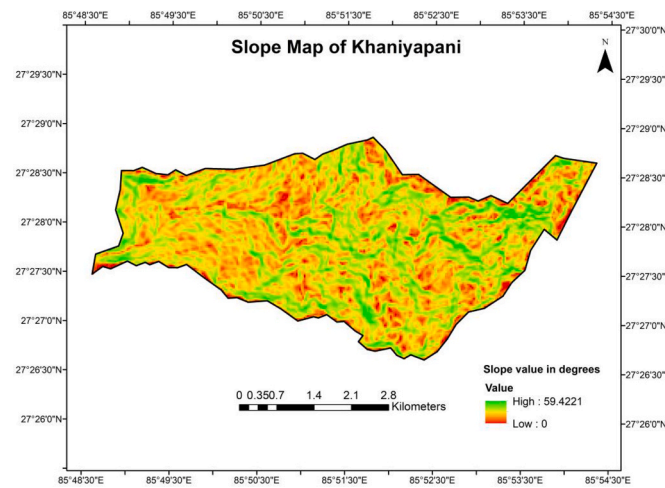 85°48'30"E 85°49'30"E 85°50'30"E 85°51'30"E 85°52'30"E 85°53'30"E 85°54'30"E
Slope Map of Khaniyapani
N
27°30'0"N
27°29'30"N
27°29'30"N
27°29'0"N
27°29'0"N
27°28'30"N
27°28'30"N
27°28'0"N
27°28'0"N
27°27'30"N
27°27'30"N
27°27'0"N
27°27'0"N
27°26'30"N
27°26'30"N
27°26'0"N
27°26'0"N
Slope value in degrees
Value
High : 59.4221
Low : 0
0 0.350.7 1.4 2.1 2.8
Kilometers
85°48'30"E 85°49'30"E 85°50'30"E 85°51'30"E 85°52'30"E 85°53'30"E 85°54'30"E